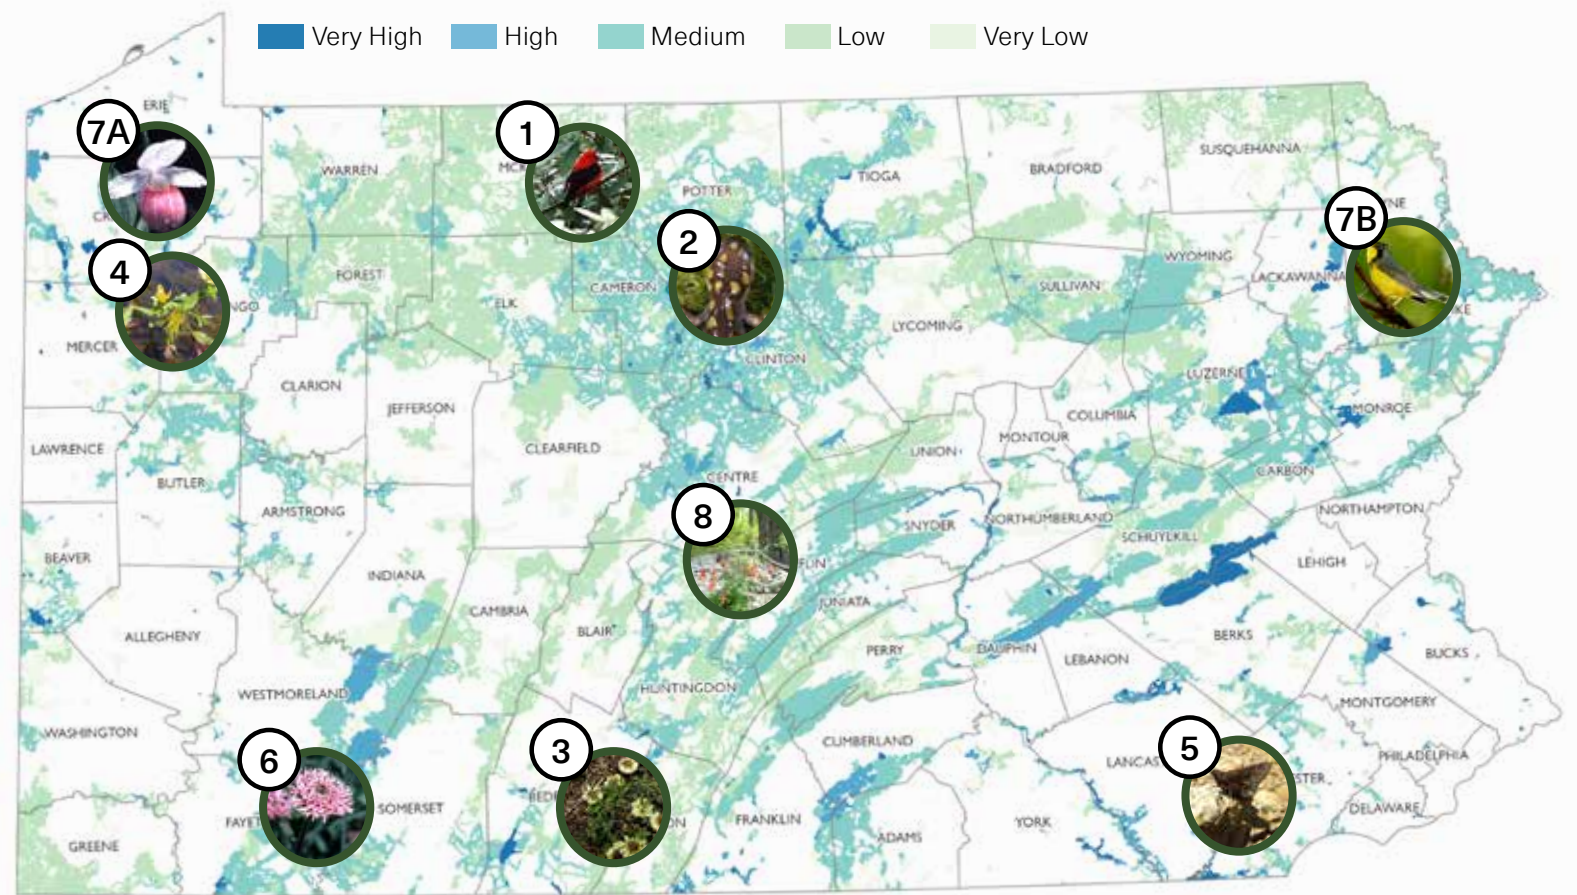 Very High High Medium Low Very Low
ERIE
7A
1
WARREN
POTTER
TIOGA
BRADFORD
SUSQUEHANNA
7B
2
4
FOREST
ELK
CAMERON
SULLIVAN
WYOMING
LACKAWANNA
MERCER
CLARION
JEFFERSON
CLINTON
LYCOMING
LUZERNE
LAWRENCE
BUTLER
CLEARFIELD
CENTRE
UNION
MONTOUR
COLUMBIA
MONROE
CARBON
ARMSTRONG
8
SNYDER
NORTHUMBERLAND
SCHUYLKILL
NORTHAMPTON
BEAVER
INDIANA
LEHIGH
ALLEGHENY
CAMBRIA
BLAIR
JUNIATA
PERRY
DAUPHIN
LEBANON
BERKS
BUCKS
WESTMORELAND
HUNTINGDON
MONTGOMERY
WASHINGTON
6
3
CUMBERLAND
5
PHILADELPHIA
GREENE
SOMERSET
FRANKLIN
ADAMS
YORK
DELAWARE